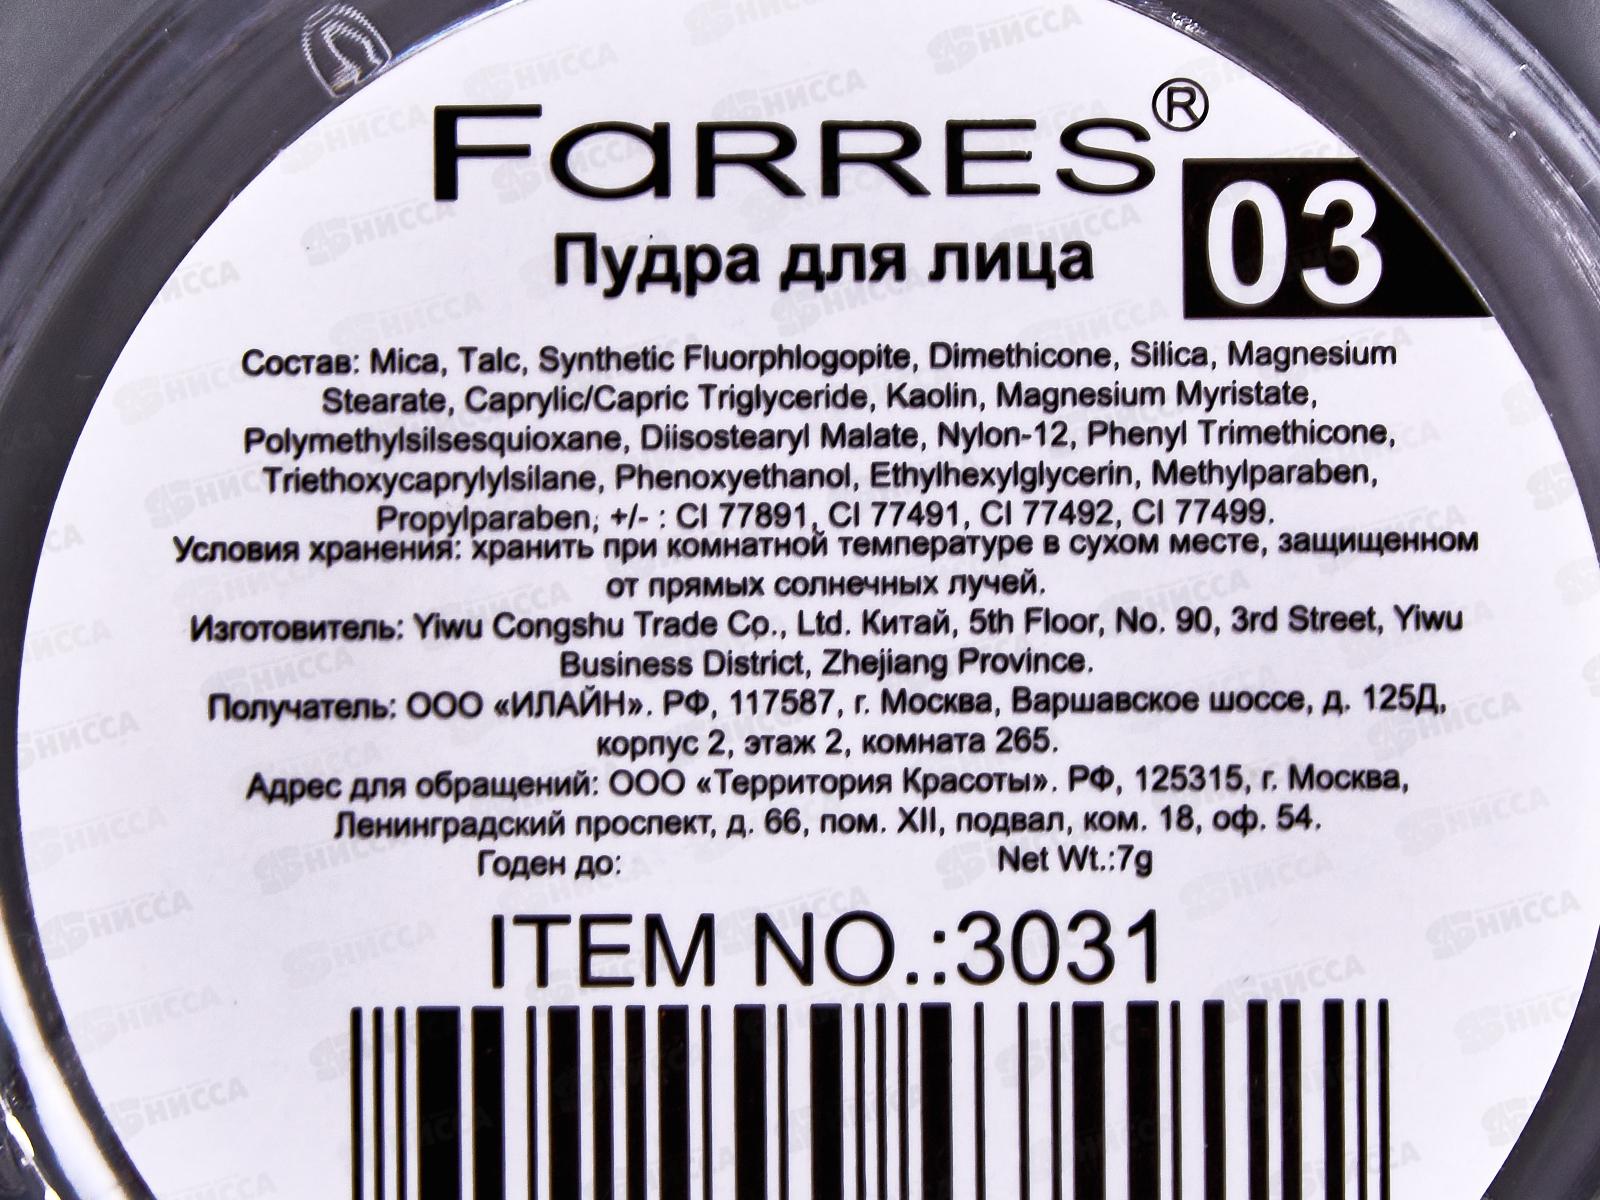 FARRES®
03
Пудра для лица
Состав: Mica, Talc, Synthetic Fluorphlogopite, Dimethicone, Silica, Magnesium
Stearate, Caprylic/Capric Triglyceride, Kaolin, Magnesium Myristate,
Polymethylsilsesquioxane, Diisostearyl Malate, Nylon-12, Phenyl Trimethicone,
Triethoxycaprylylsilane, Phenoxyethanol, Ethylhexylglycerin, Methylparaben,
Propylparaben, +/- : CI 77891, CI 77491, CI 77492, CI 77499.
Условия хранения: хранить при комнатной температуре в сухом месте, защищенном
от прямых солнечных лучей.
Изготовитель: Yiwu Congshu Trade Co., Ltd. Китай, 5th Floor, No. 90, 3rd Street, Yiwu
Business District, Zhejiang Province.
Получатель: ООО «ИЛАЙН». РФ, 117587, г. Москва, Варшавское шоссе, д. 125Д,
корпус 2, этаж 2, комната 265.
Адрес для обращений: ООО «Территория Красоты». РФ, 125315, г. Москва,
Ленинградский проспект, д. 66, пом. XII, подвал, ком. 18, оф. 54.
Годен до: Net Wt.:7g
ITEM NO.:3031